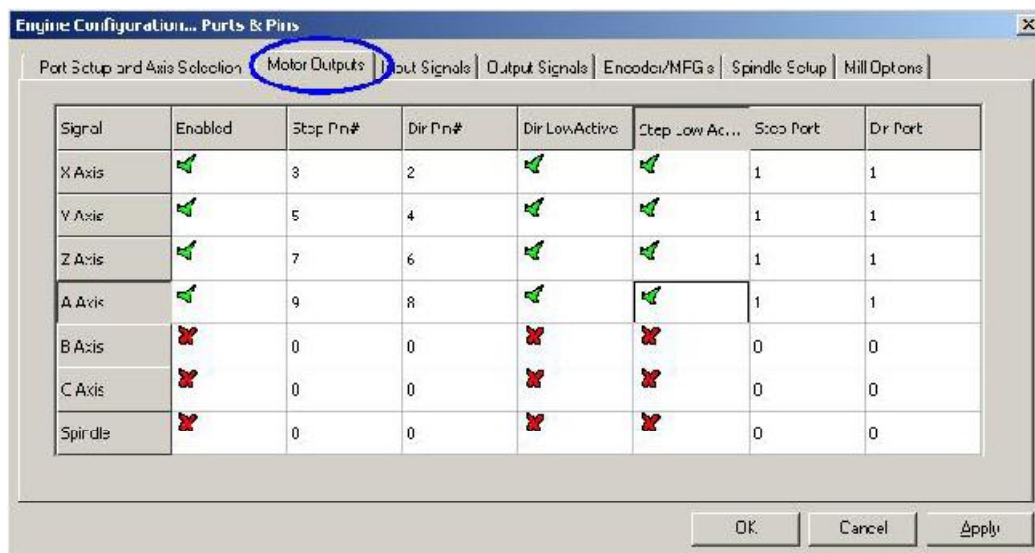 Engine Configuration... Ports & Pins
Port Setup and Axis Selection Motor Outputs Input Signals Output Signals Encoder/MPG's Spindle Setup Mill Options
Signal Enabled Step Pin# Dir Pin# Dir LowActive Step Low Ac... Step Port Dir Port
X Axis 3 2 1 1
Y Axis 5 4 1 1
Z Axis 7 6 1 1
A Axis 9 8 1 1
B Axis 0 0 0 0
C Axis 0 0 0 0
Spindle 0 0 0 0
OK Cancel Apply